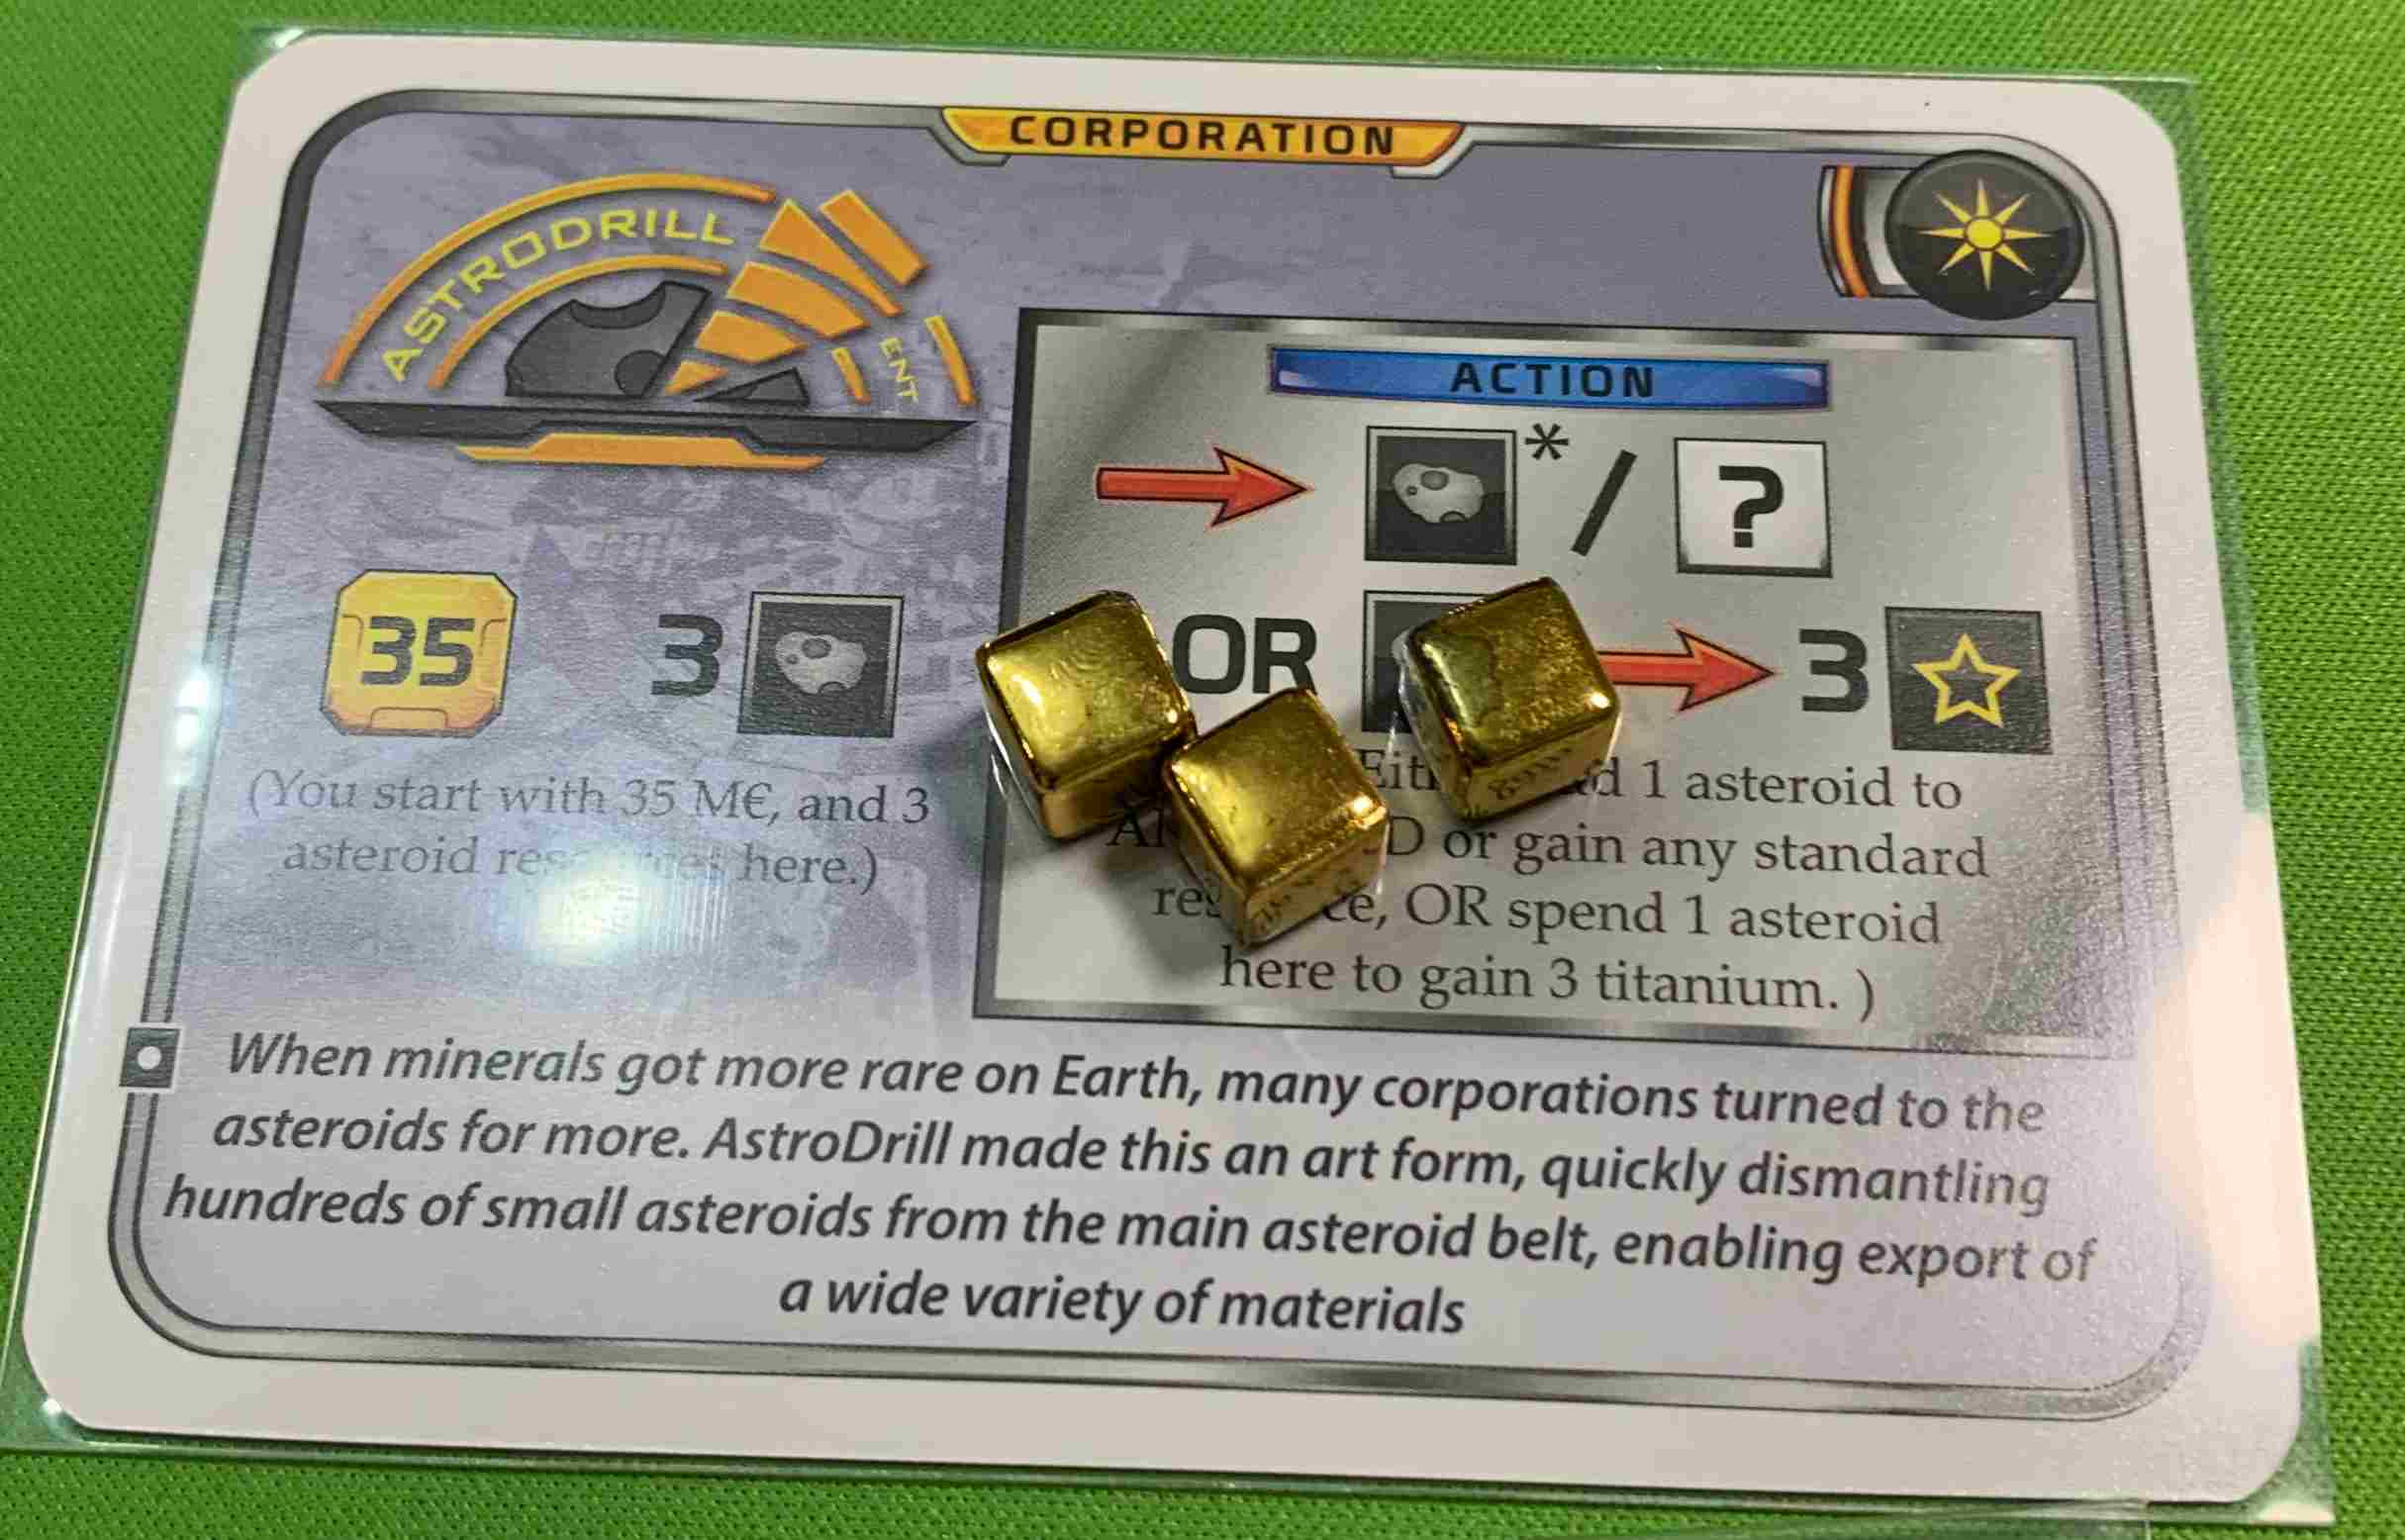 CORPORATION
ASTRODRILL
ENT
ACTION
* / ?
35 3
OR 3
1 asteroid to
(You start with 35 M€, and 3
or gain any standard
asteroid here.)
OR spend 1 asteroid
here to gain 3 titanium. )
When minerals got more rare on Earth, many corporations turned to the
asteroids for more. AstroDrill made this an art form, quickly dismantling
hundreds of small asteroids from the main asteroid belt, enabling export of
a wide variety of materials